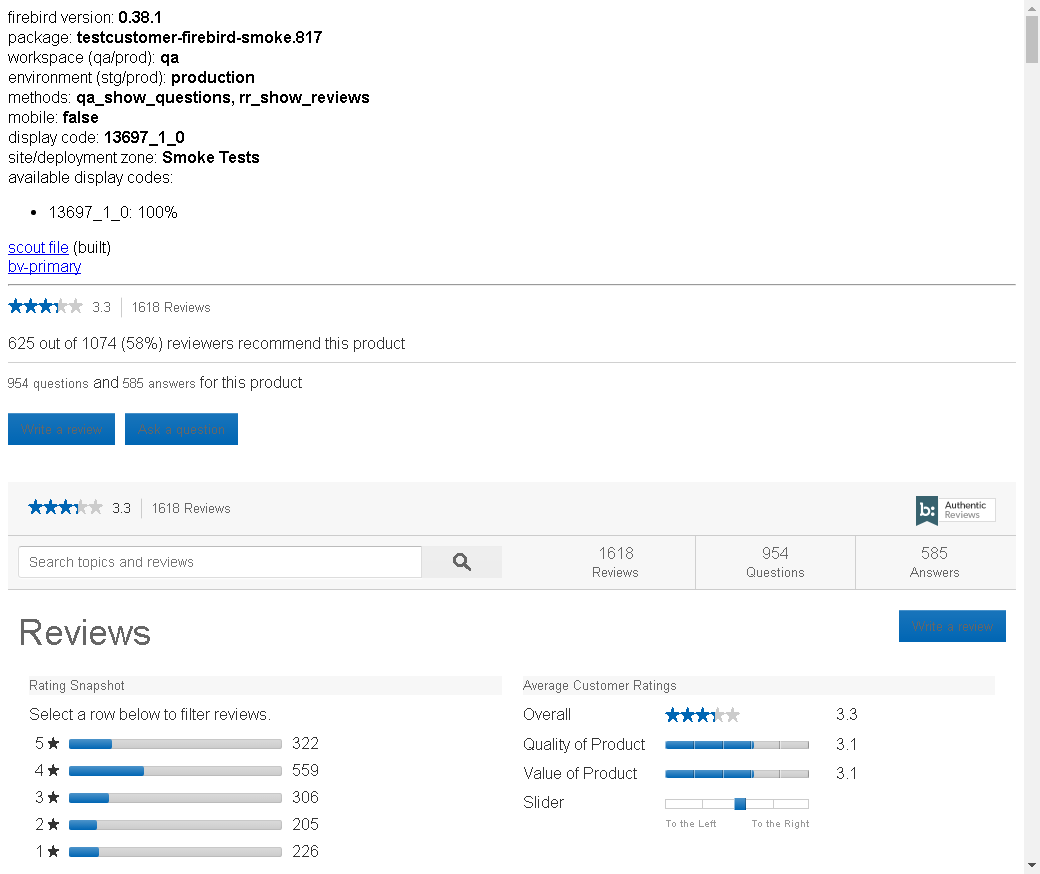 firebird version: 0.38.1
package: testcustomer-firebird-smoke.817
workspace (qa/prod): qa
environment (stg/prod): production
methods: qa_show_questions, rr_show_reviews
mobile: false
display code: 13697_1_0
site/deployment zone: Smoke Tests
available display codes:
• 13697_1_0: 100%
scout file (built)
bv-primary
3.3 1618 Reviews
625 out of 1074 (58%) reviewers recommend this product
954 questions and 585 answers for this product
Write a review Ask a question
3.3 1618 Reviews
b: Authentic Reviews
Search topics and reviews
1618 Reviews
954 Questions
585 Answers
Reviews
Write a review
Rating Snapshot
Select a row below to filter reviews.
5★ 322
4★ 559
3★ 306
2★ 205
1★ 226
Average Customer Ratings
Overall 3.3
Quality of Product 3.1
Value of Product 3.1
Slider
To the Left To the Right